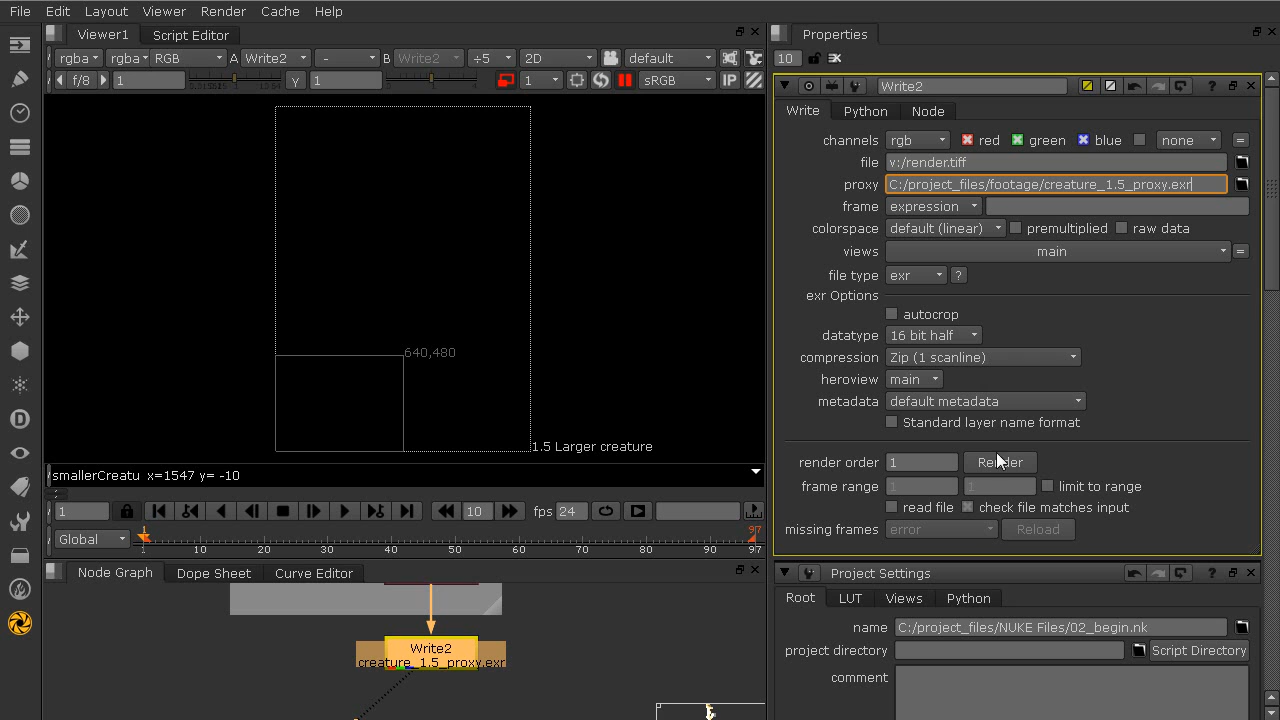 File Edit Layout Viewer Render Cache Help
Viewer1 Script Editor
rgba rgba RGB A Write2 - B Write2 ÷5 2D default
f/8 1 Y 1 1 sRGB IP
640,480
1.5 Larger creature
smallerCreatu x=1547 y= -10
1 10 fps 24
Global 1 10 20 30 40 50 60 70 80 90 97 97
Node Graph Dope Sheet Curve Editor
Write2
creature_1.5_proxy.exr
Properties
10
Write2
Write Python Node
channels rgb red green blue none =
file v:/render.tiff
proxy C:/project_files/footage/creature_1.5_proxy.exr
frame expression
colorspace default (linear) premultiplied raw data
views main =
file type exr ?
exr Options
autocrop
datatype 16 bit half
compression Zip (1 scanline)
heroview main
metadata default metadata
Standard layer name format
render order 1 Render
frame range 1 1 limit to range
read file check file matches input
missing frames error Reload
Project Settings
Root LUT Views Python
name C:/project_files/NUKE Files/02_begin.nk
project directory Script Directory
comment